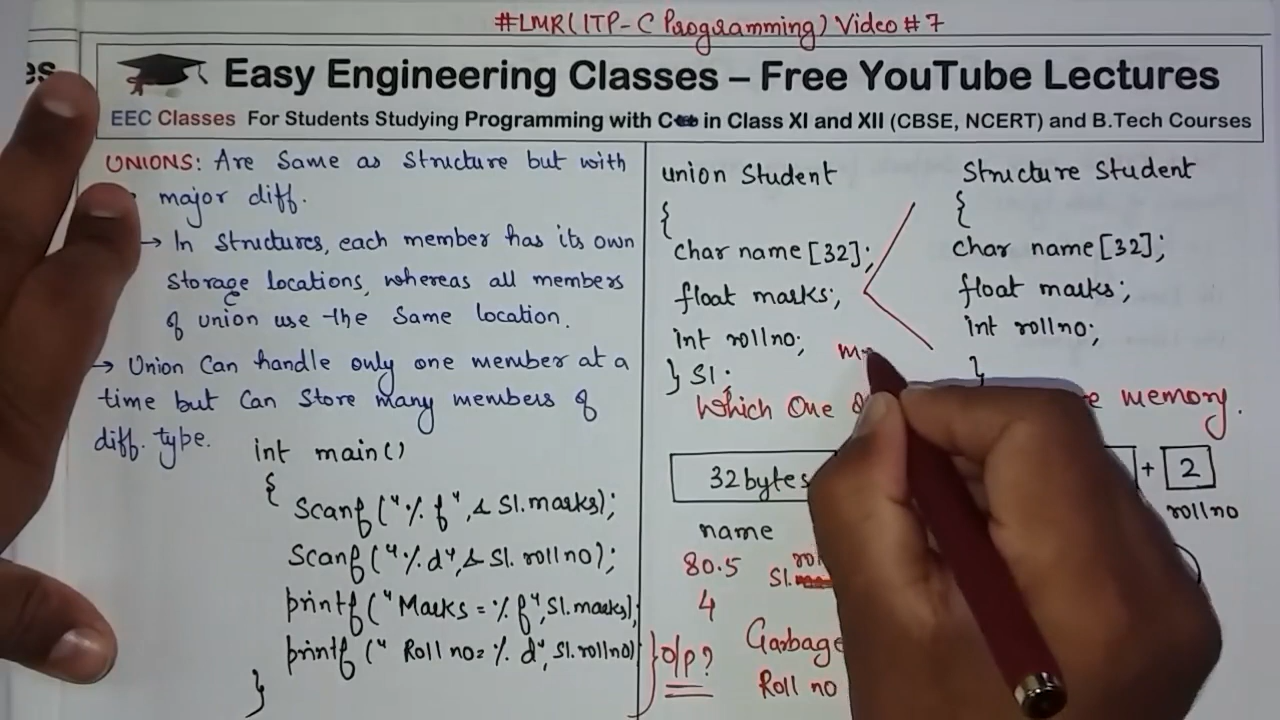 #LMR(ITP-C Programming) Video #7
es
Easy Engineering Classes – Free YouTube Lectures
EEC Classes For Students Studying Programming with C in Class XI and XII (CBSE, NCERT) and B.Tech Courses
UNIONS: Are Same as Structure but with
major diff.
→ In Structures, each member has its own
Storage locations, whereas all members
of union use the Same location.
→ Union Can handle only one member at a
time but Can Store many members of
diff. type.
int main()
{
Scanf("%f", & S1.marks);
Scanf("%d", & S1.rollno);
printf("Marks = %f", S1.marks);
printf("Roll no= %d", S1.rollno)
}
} O/P?
union Student
{
char name [32];
float marks;
int rollno;
} S1;
Structure Student
{
char name [32];
float marks;
int rollno;
}
Which One memory.
32bytes
+ 2
name
rollno
80.5
S1.
4
Garbage
Roll no